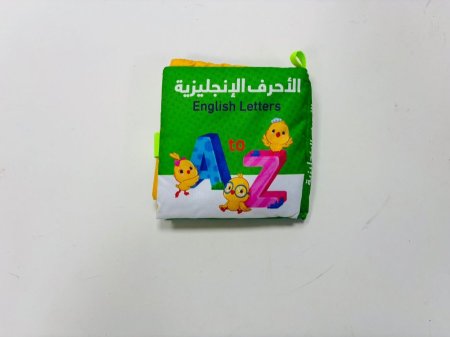 الأحرف الإنجليزية
English Letters
A to Z